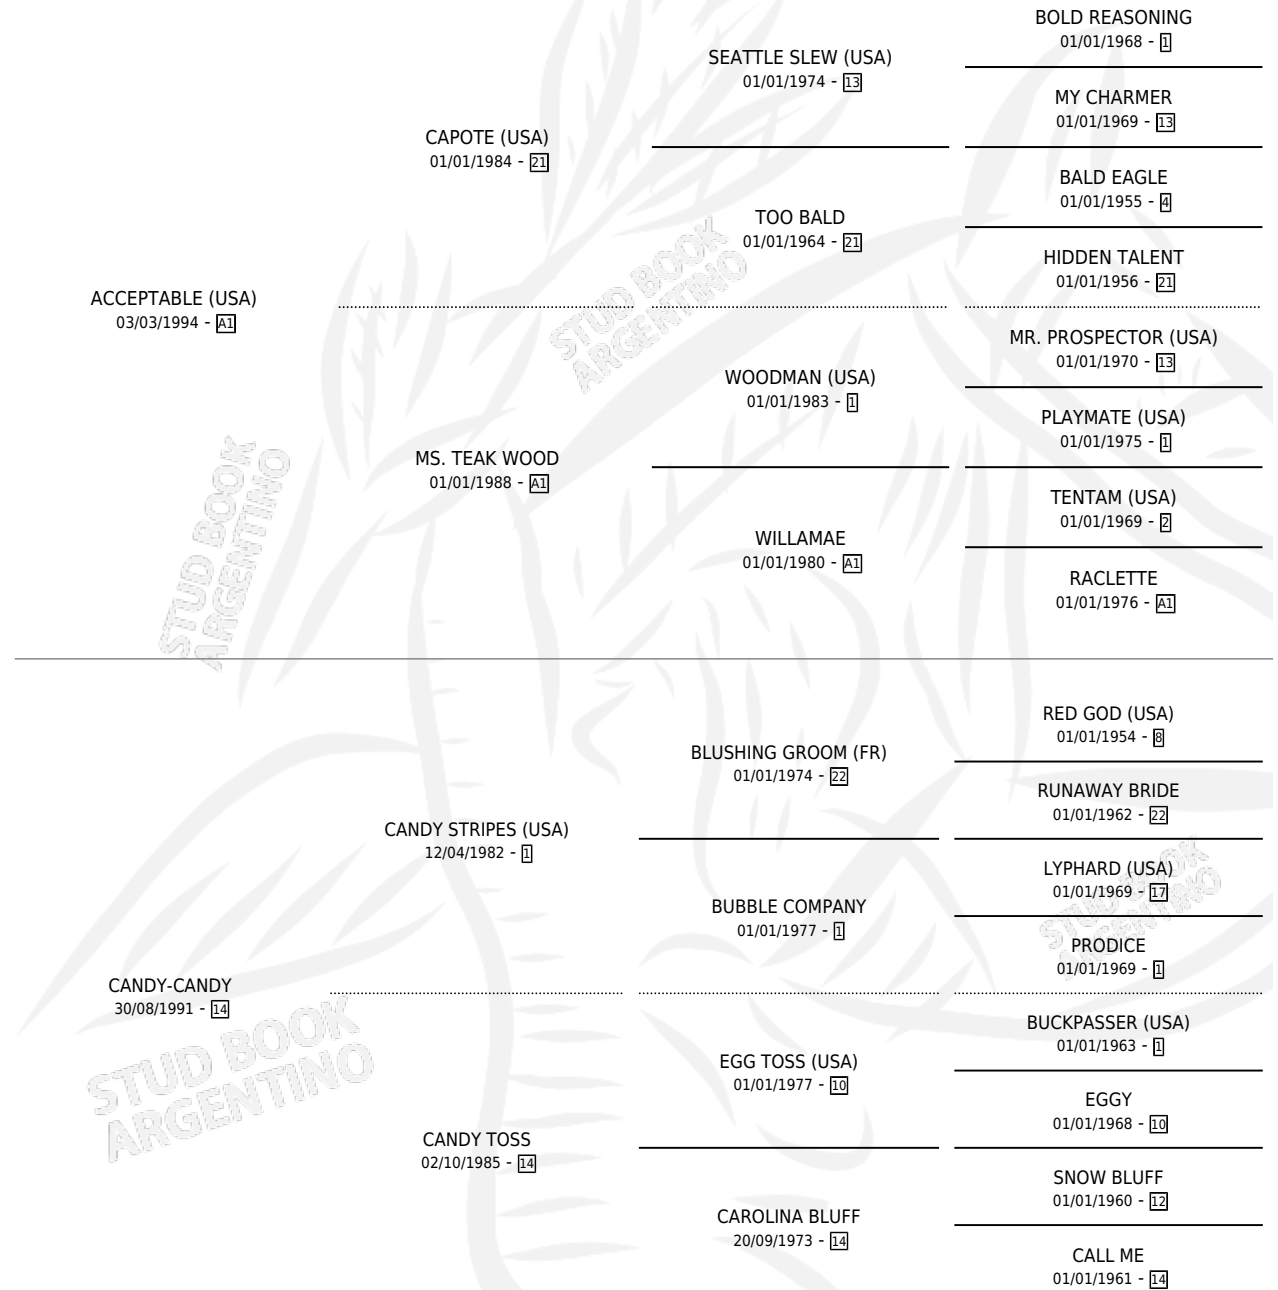 BOLD REASONING
01/01/1968 - 1
SEATTLE SLEW (USA)
01/01/1974 - 13
MY CHARMER
01/01/1969 - 13
CAPOTE (USA)
01/01/1984 - 21
BALD EAGLE
01/01/1955 - 4
TOO BALD
01/01/1964 - 21
HIDDEN TALENT
01/01/1956 - 21
ACCEPTABLE (USA)
03/03/1994 - A1
MR. PROSPECTOR (USA)
01/01/1970 - 13
WOODMAN (USA)
01/01/1983 - 1
PLAYMATE (USA)
01/01/1975 - 1
MS. TEAK WOOD
01/01/1988 - A1
TENTAM (USA)
01/01/1969 - 2
WILLAMAE
01/01/1980 - A1
RACLETTE
01/01/1976 - A1
RED GOD (USA)
01/01/1954 - 8
BLUSHING GROOM (FR)
01/01/1974 - 22
RUNAWAY BRIDE
01/01/1962 - 22
CANDY STRIPES (USA)
12/04/1982 - 1
LYPHARD (USA)
01/01/1969 - 17
BUBBLE COMPANY
01/01/1977 - 1
PRODICE
01/01/1969 - 1
CANDY-CANDY
30/08/1991 - 14
BUCKPASSER (USA)
01/01/1963 - 1
EGG TOSS (USA)
01/01/1977 - 10
EGGY
01/01/1968 - 10
CANDY TOSS
02/10/1985 - 14
SNOW BLUFF
01/01/1960 - 12
CAROLINA BLUFF
20/09/1973 - 14
CALL ME
01/01/1961 - 14
STUD BOOK
ARGENTINO
STUD BOOK
ARGENTINO
STUD BOOK
ARGENTINO
STUD BOOK
ARGENTINO